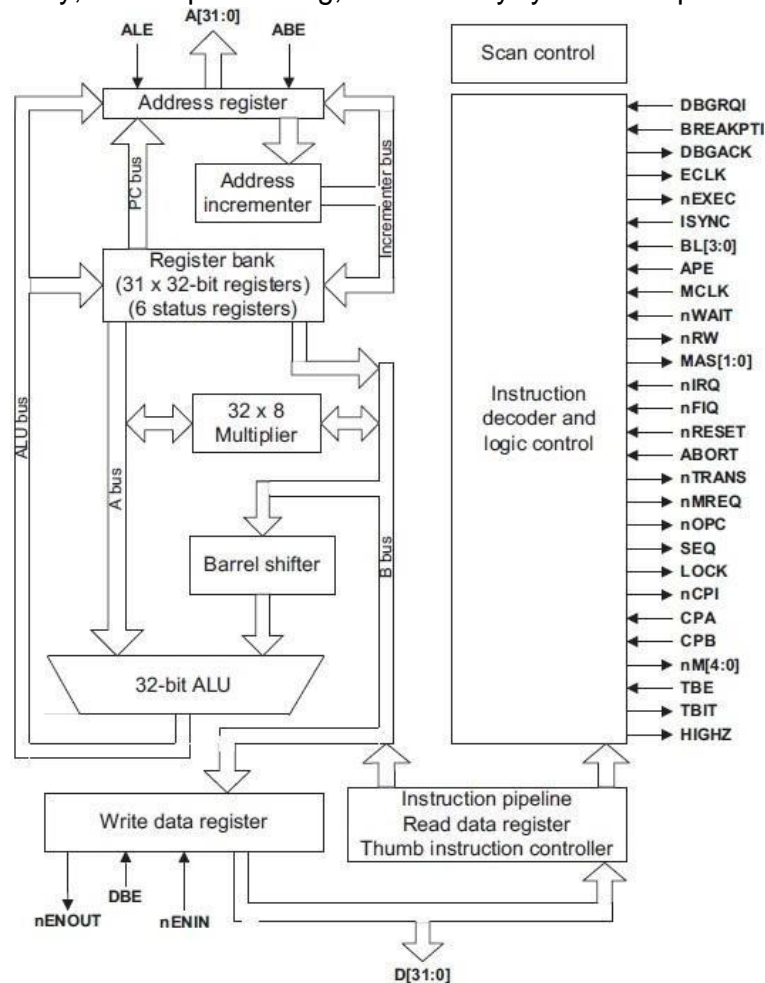 ALE
A[31:0]
ABE
Address register
PC bus
Address
incrementer
Incrementer bus
Register bank
(31 x 32-bit registers)
(6 status registers)
ALU bus
A bus
32 x 8
Multiplier
B bus
Barrel shifter
32-bit ALU
Write data register
nENOUT
DBE
nENIN
Instruction pipeline
Read data register
Thumb instruction controller
D[31:0]
Scan control
Instruction
decoder and
logic control
DBGRQI
BREAKPTI
DBGACK
ECLK
nEXEC
ISYNC
BL[3:0]
APE
MCLK
nWAIT
nRW
MAS[1:0]
nIRQ
nFIQ
nRESET
ABORT
nTRANS
nMREQ
nOPC
SEQ
LOCK
nCPI
CPA
CPB
nM[4:0]
TBE
TBIT
HIGHZ